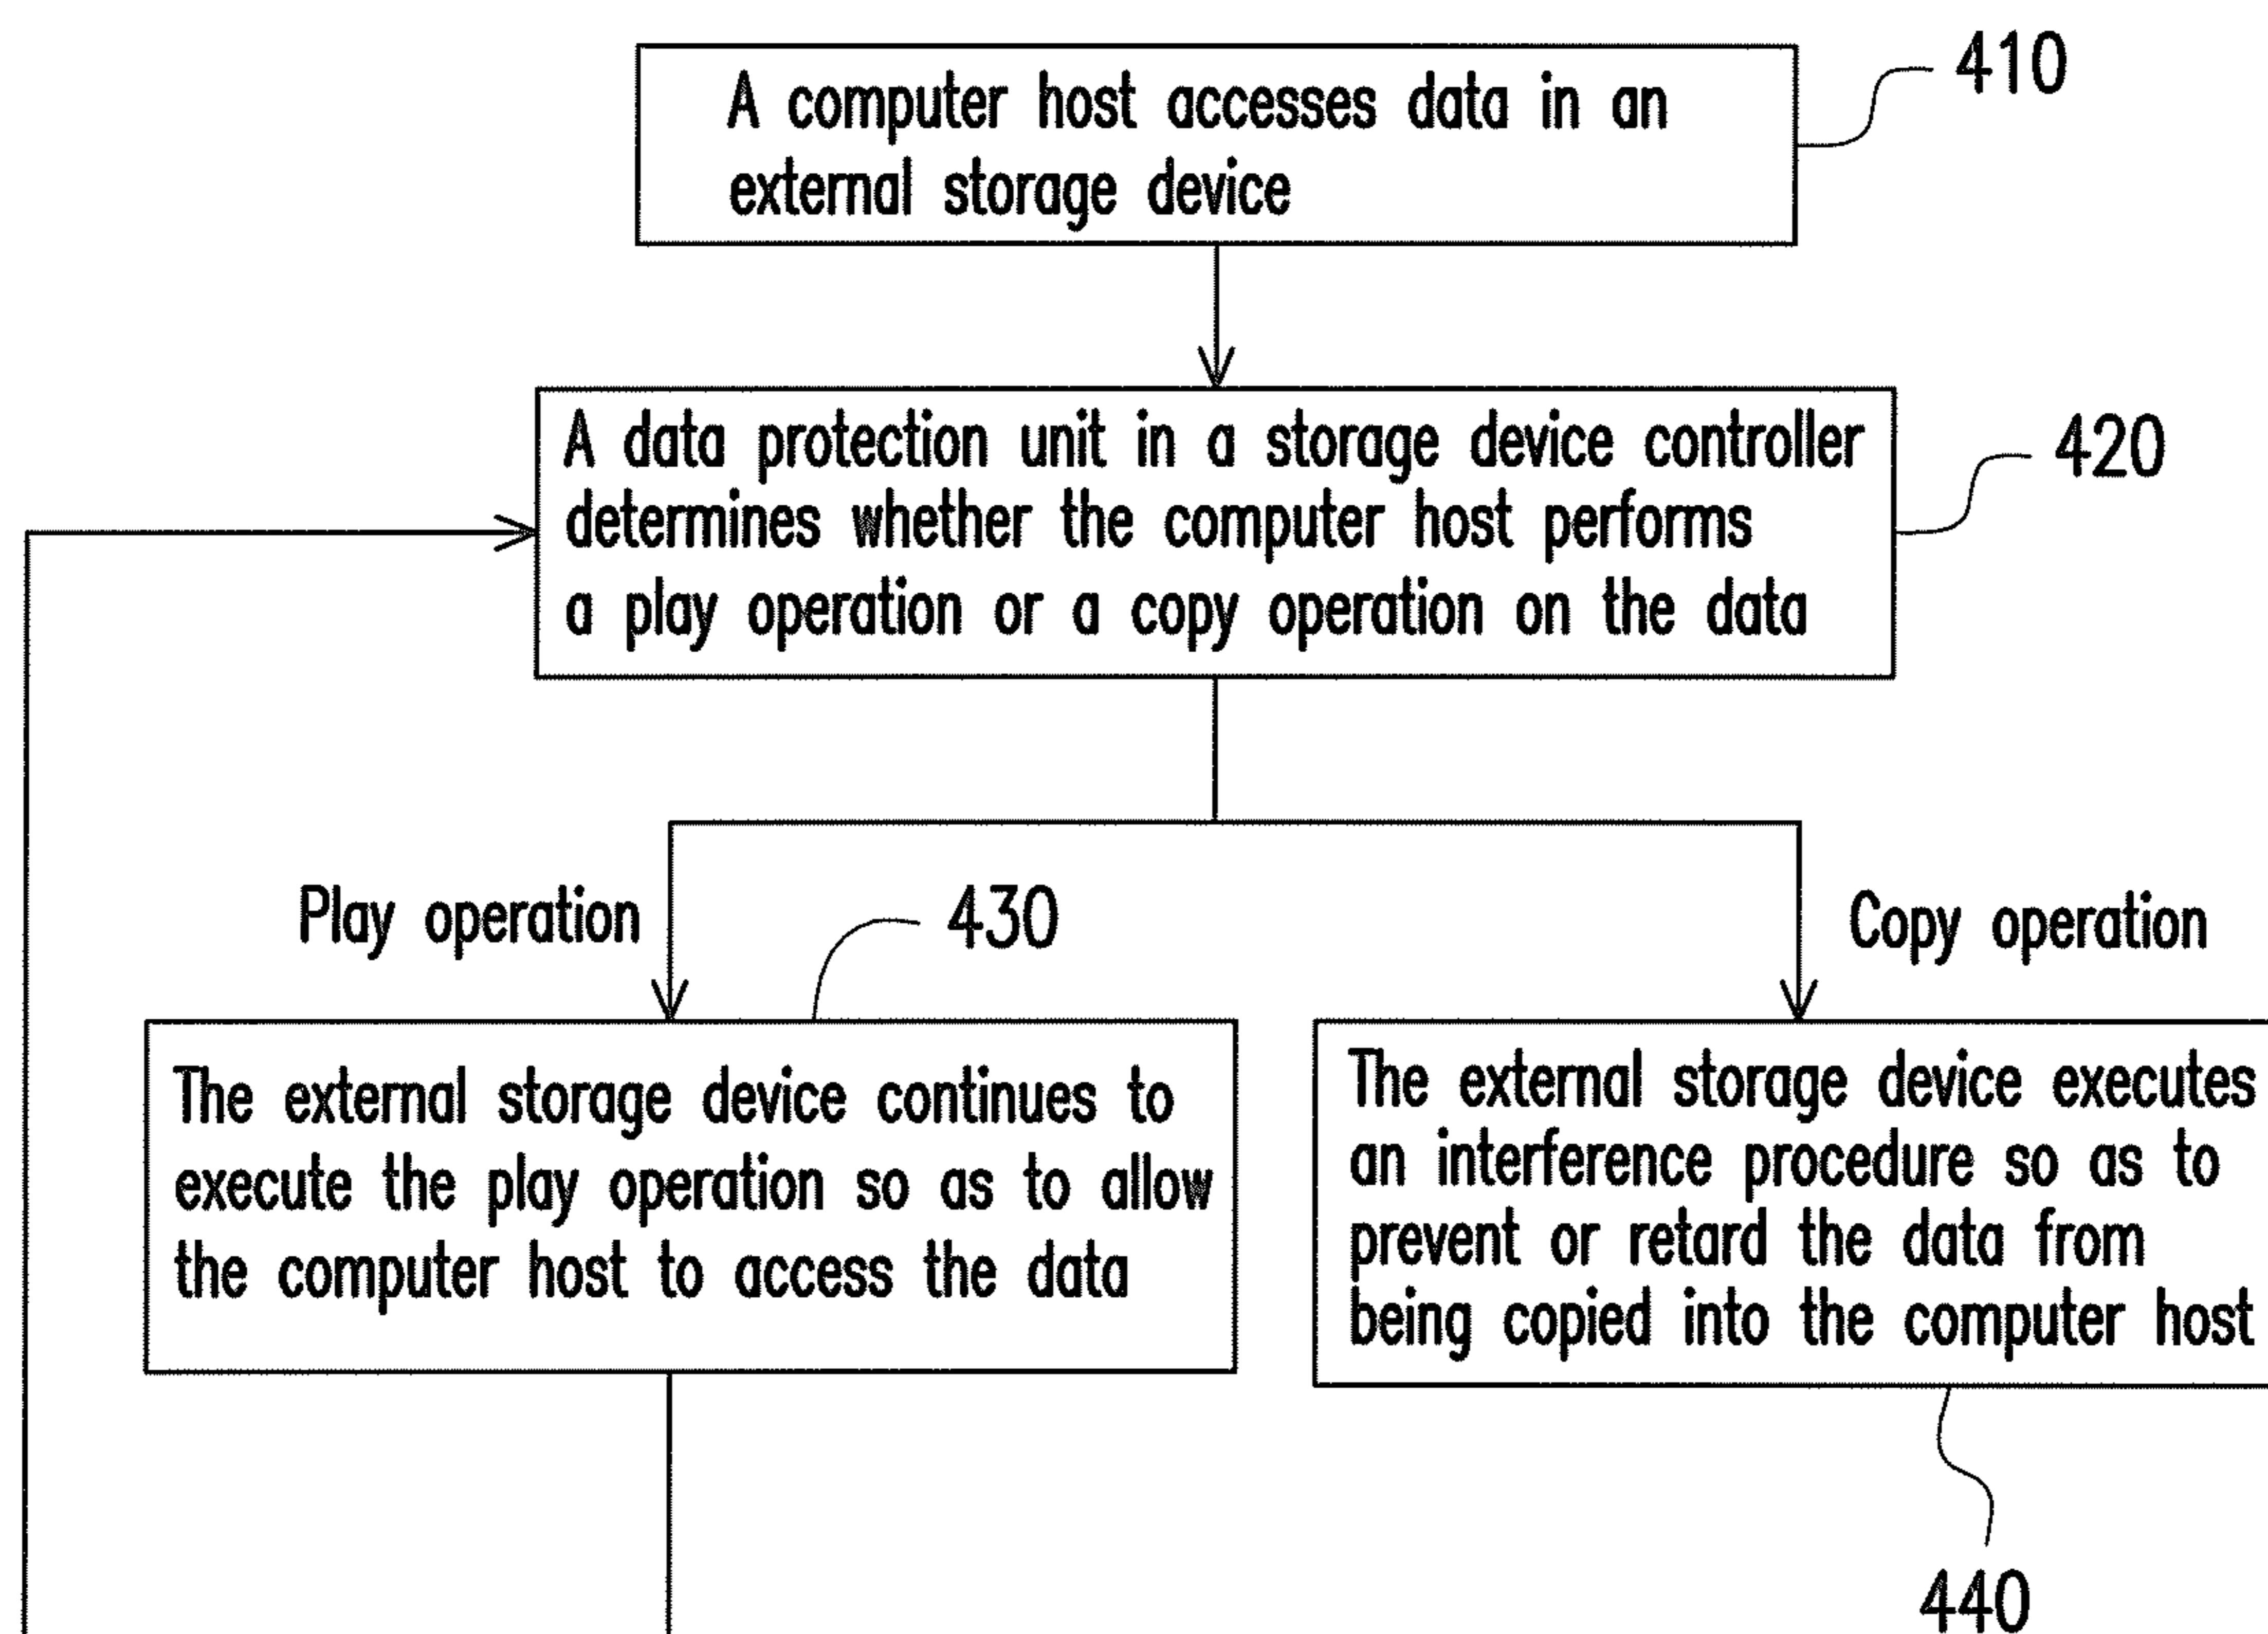 A computer host accesses data in an
external storage device
410
A data protection unit in a storage device controller
determines whether the computer host performs
a play operation or a copy operation on the data
420
Play operation
430
Copy operation
The external storage device continues to
execute the play operation so as to allow
the computer host to access the data
The external storage device executes
an interference procedure so as to
prevent or retard the data from
being copied into the computer host
440